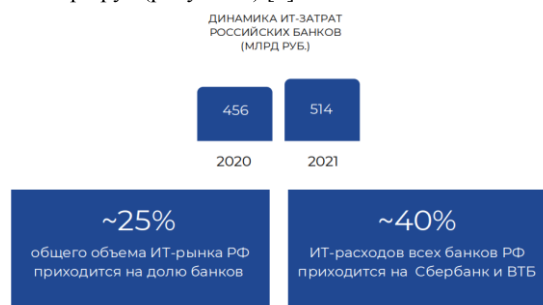 ДИНАМИКА ИТ-ЗАТРАТ
РОССИЙСКИХ БАНКОВ
(МЛРД РУБ.)
456 514
2020 2021
~25%
общего объема ИТ-рынка РФ
приходится на долю банков
~40%
ИТ-расходов всех банков РФ
приходится на Сбербанк и ВТБ